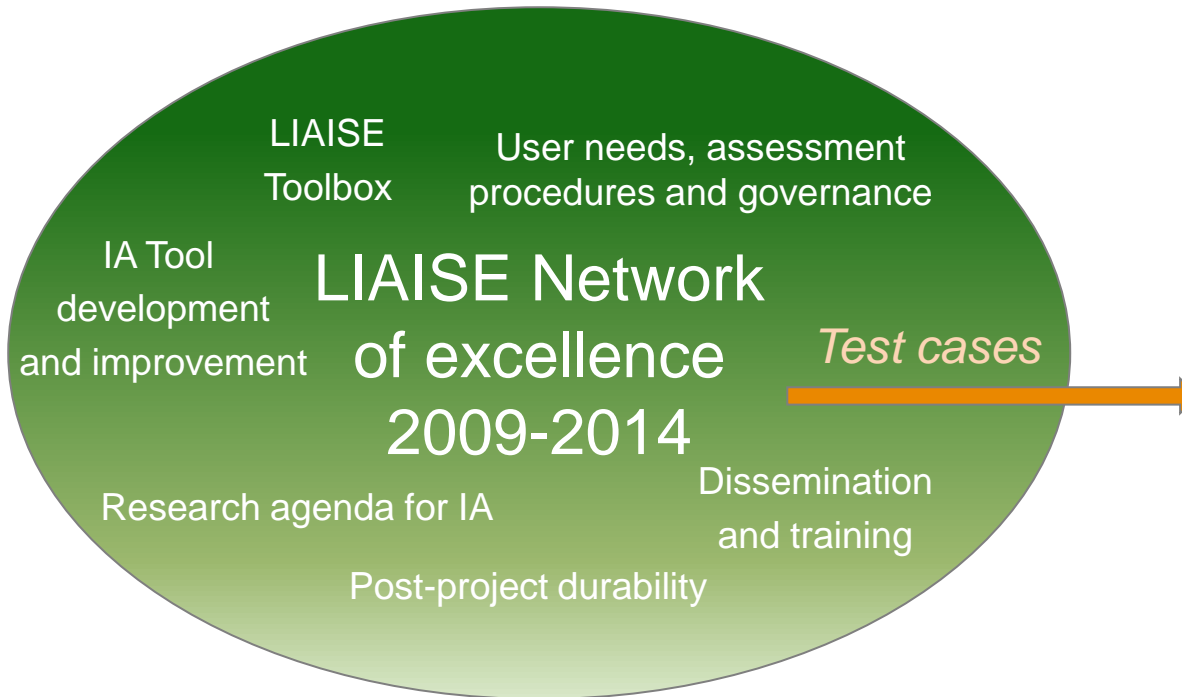 LIAISE
Toolbox
User needs, assessment
procedures and governance
IA Tool
development
and improvement
LIAISE Network
of excellence
2009-2014
Test cases
Research agenda for IA
Dissemination
and training
Post-project durability